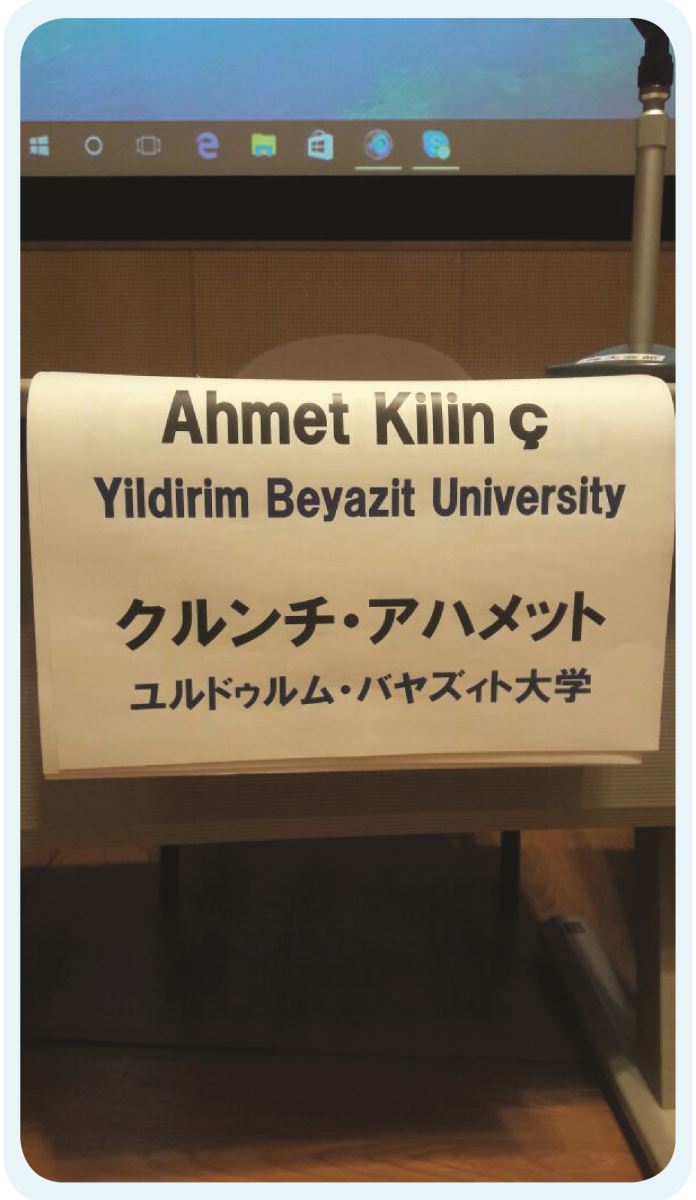 Ahmet Kilin ç
Yildirim Beyazit University
クルンチ・アハメット
ユルドゥルム・バヤズィト大学